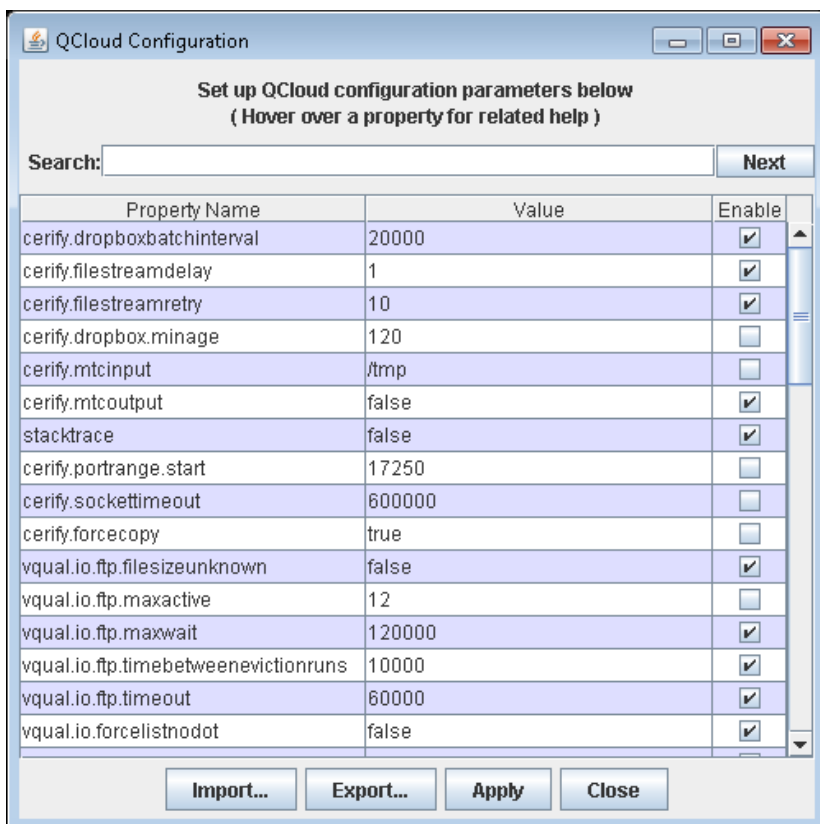 QCloud Configuration
Set up QCloud configuration parameters below
( Hover over a property for related help )
Search: Next
Property Name Value Enable
cerify.dropboxbatchinterval 20000
cerify.filestreamdelay 1
cerify.filestreamretry 10
cerify.dropbox.minage 120
cerify.mtcinput /tmp
cerify.mtcoutput false
stacktrace false
cerify.portrange.start 17250
cerify.sockettimeout 600000
cerify.forcecopy true
vqual.io.ftp.filesizeunknown false
vqual.io.ftp.maxactive 12
vqual.io.ftp.maxwait 120000
vqual.io.ftp.timebetweenevictionruns 10000
vqual.io.ftp.timeout 60000
vqual.io.forcelistnodot false
Import... Export... Apply Close